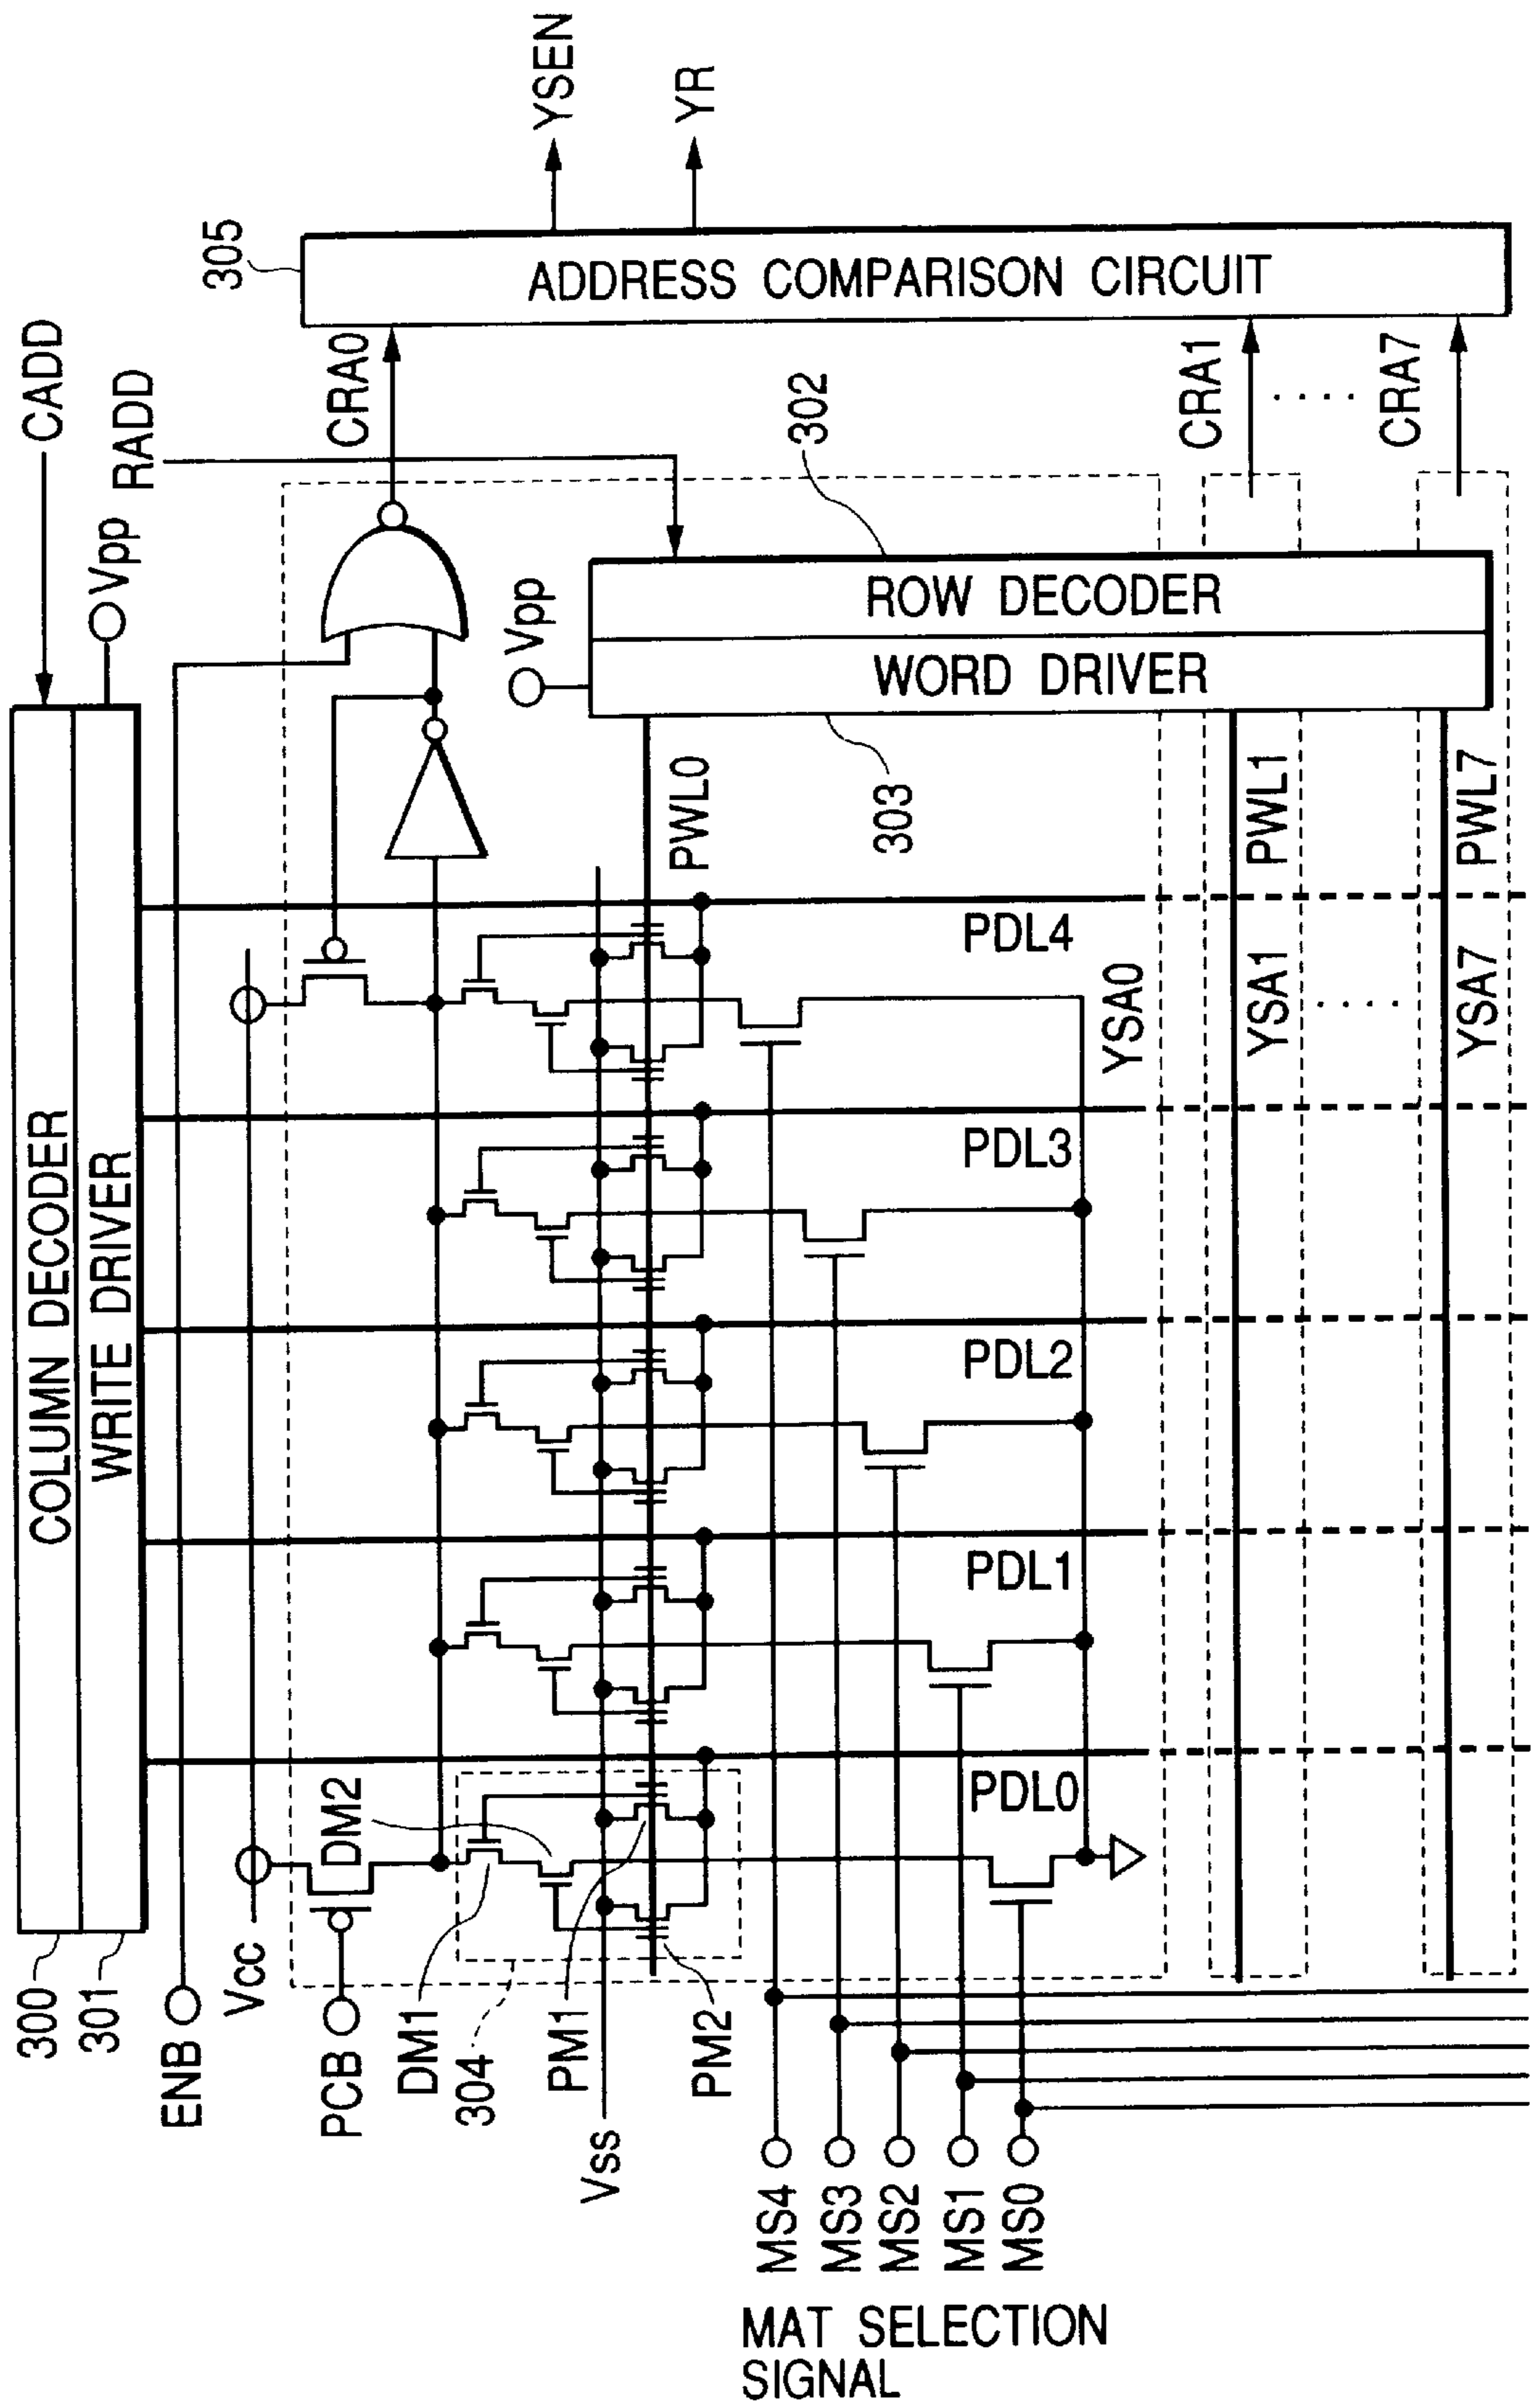 300
COLUMN DECODER
CADD
301
WRITE DRIVER
Vpp
RADD
ENB
Vcc
PCB
DM2
CRA0
305
YSEN
YR
ADDRESS COMPARISON CIRCUIT
DM1
304
PM1
Vss
PM2
PWL0
Vpp
WORD DRIVER
ROW DECODER
302
303
PDL0
PDL1
PDL2
PDL3
PDL4
MS4
MS3
MS2
MS1
MS0
MAT SELECTION
SIGNAL
YSA0
YSA1
PWL1
CRA1
.....
.....
YSA7
PWL7
CRA7